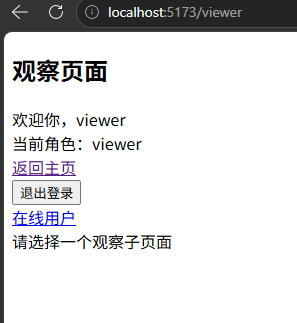 localhost:5173/viewer
观察页面
欢迎你，viewer
当前角色：viewer
返回主页
退出登录
在线用户
请选择一个观察子页面